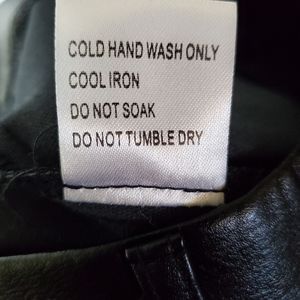 COLD HAND WASH ONLY
COOL IRON
DO NOT SOAK
DO NOT TUMBLE DRY